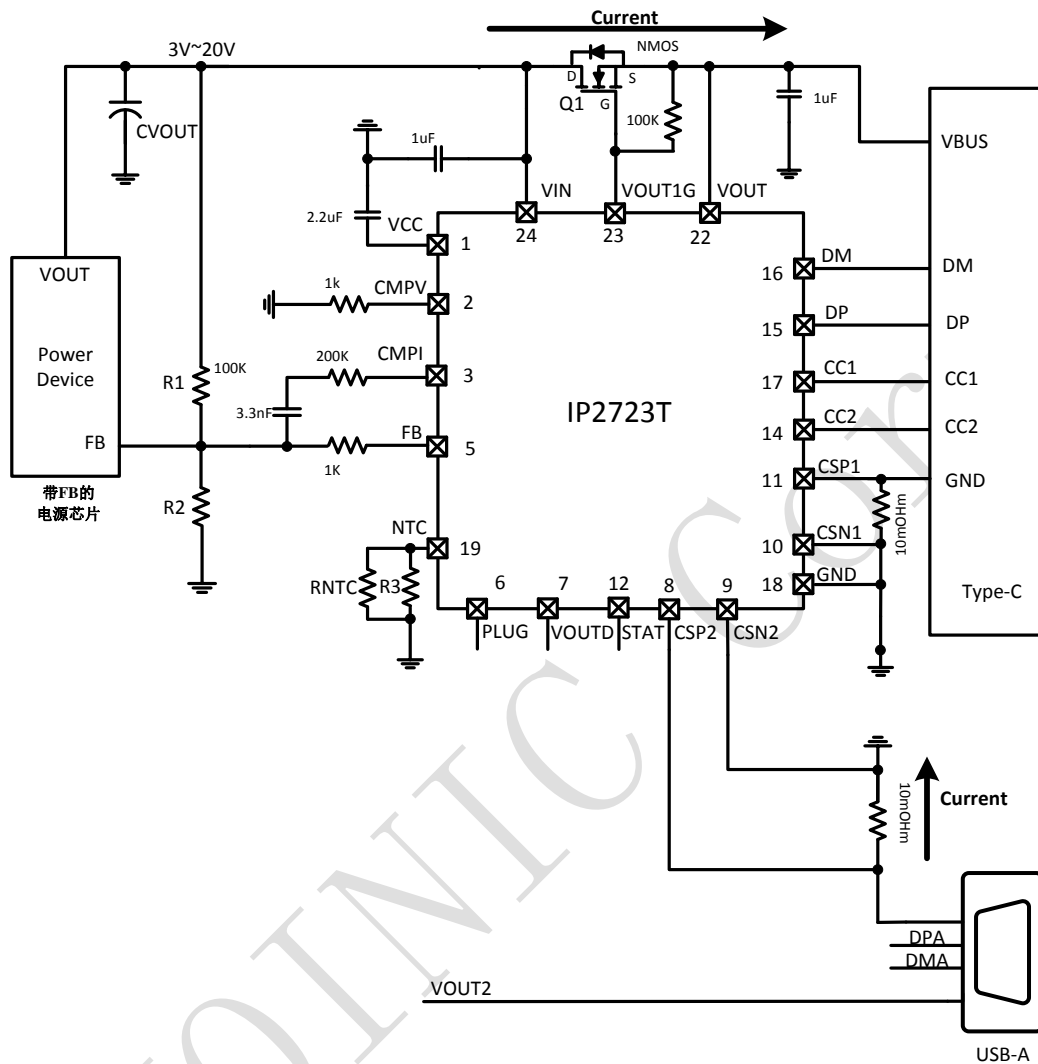 Current
3V~20V
NMOS
D
S
Q1
G
CVOUT
1uF
100K
1uF
VIN
VOUT1G
VOUT
VBUS
2.2uF
VCC
24
23
22
1
VOUT
DM
DM
16
1k
CMPV
2
DP
DP
15
Power
Device
CMPI
200K
3
R1
100K
CC1
CC1
17
3.3nF
IP2723T
CC2
CC2
14
FB
FB
5
1K
CSP1
GND
11
带FB的
电源芯片
R2
10mOHm
NTC
19
CSN1
10
RNTC
R3
GND
18
Type-C
6
7
12
8
9
PLUG
VOUTD
STAT
CSP2
CSN2
10mOHm
Current
DPA
DMA
VOUT2
USB-A
OINIC Cor